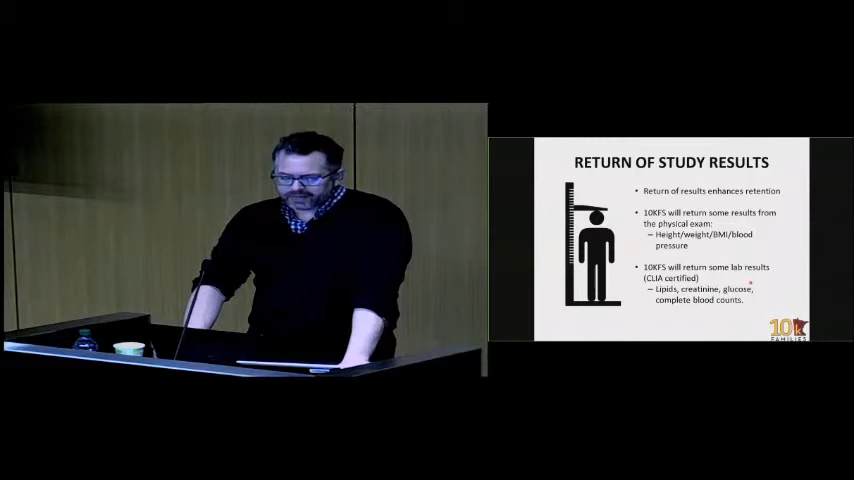 RETURN OF STUDY RESULTS
• Return of results enhances retention
• 10KFS will return some results from
the physical exam:
– Height/weight/BMI/blood
pressure
• 10KFS will return some lab results
(CLIA certified)
– Lipids, creatinine, glucose,
complete blood counts.
10K
FAMILIES